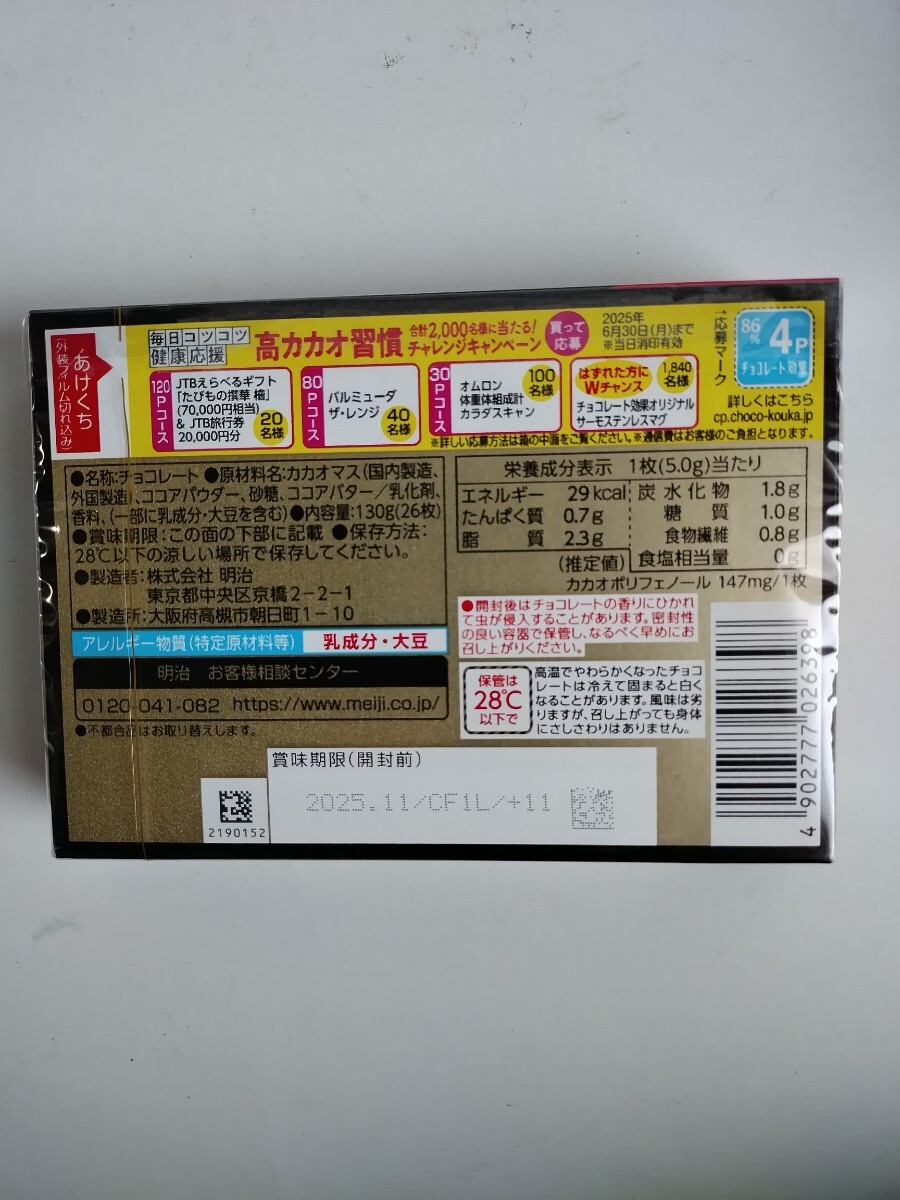 あけくち
(外装フィルム切れ込み)
毎日コツコツ
健康応援
高カカオ習慣
合計2,000名様に当たる!
チャレンジキャンペーン
買って
応募
2025年
6月30日(月)まで
※当日消印有効
→応募マーク
86%
4P
チョコレート効果
120Pコース
JTBえらべるギフト
「たびもの撰華 楷」
(70,000円相当)
& JTB旅行券
20,000円分
20名様
80Pコース
バルミューダ
ザ・レンジ
40名様
30Pコース
オムロン
体重体組成計
カラダスキャン
100名様
はずれた方に
Wチャンス
1,840名様
チョコレート効果オリジナル
サーモステンレスマグ
詳しくはこちら
cp.choco-kouka.jp
※詳しい応募方法は箱の中面をご覧ください。※通信費はお客様のご負担となります。
●名称:チョコレート ●原材料名:カカオマス(国内製造、
外国製造)、ココアパウダー、砂糖、ココアバター/乳化剤、
香料、(一部に乳成分・大豆を含む) ●内容量:130g(26枚)
●賞味期限:この面の下部に記載 ●保存方法:
28℃以下の涼しい場所で保存してください。
●製造者:株式会社 明治
東京都中央区京橋2-2-1
●製造所:大阪府高槻市朝日町1-10
アレルギー物質(特定原材料等) 乳成分・大豆
明治 お客様相談センター
0120-041-082 https://www.meiji.co.jp/
●不都合品はお取替えします。
栄養成分表示 1枚(5.0g)当たり
エネルギー 29kcal
たんぱく質 0.7g
脂質 2.3g
炭水化物 1.8g
糖質 1.0g
食物繊維 0.8g
(推定値) 食塩相当量 0g
カカオポリフェノール 147mg/1枚
●開封後はチョコレートの香りにひかれ
て虫が侵入することがあります。密封性
の良い容器で保管し、なるべく早めにお
召し上がりください。
保管は
28℃
以下で
高温でやわらかくなったチョコ
レートは冷えて固まると白く
なることがあります。風味は劣
りますが、召し上がっても身体
にさしさわりはありません。
4 902777 026398
賞味期限(開封前)
2025.11/CF1L/+11
2190152